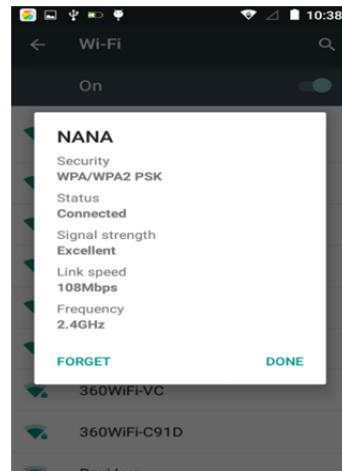 10:38
Wi-Fi
On
NANA
Security
WPA/WPA2 PSK
Status
Connected
Signal strength
Excellent
Link speed
108Mbps
Frequency
2.4GHz
FORGET DONE
360WiFi-VC
360WiFi-C91D